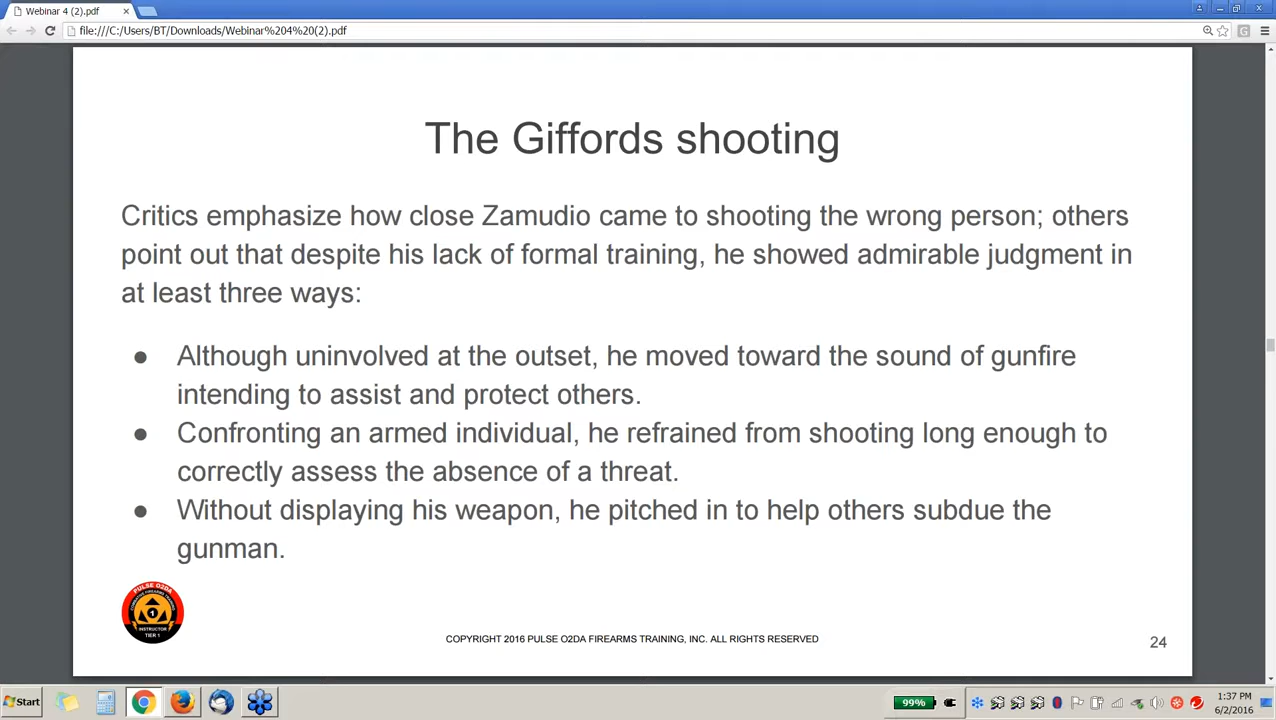 Webinar 4 (2).pdf
file:///C:/Users/BT/Downloads/Webinar%204%20(2).pdf
The Giffords shooting
Critics emphasize how close Zamudio came to shooting the wrong person; others
point out that despite his lack of formal training, he showed admirable judgment in
at least three ways:
● Although uninvolved at the outset, he moved toward the sound of gunfire
intending to assist and protect others.
● Confronting an armed individual, he refrained from shooting long enough to
correctly assess the absence of a threat.
● Without displaying his weapon, he pitched in to help others subdue the
gunman.
PULSE O2DA
INSTRUCTOR
TIER 1
COPYRIGHT 2016 PULSE O2DA FIREARMS TRAINING, INC. ALL RIGHTS RESERVED
24
Start
99%
1:37 PM
6/2/2016